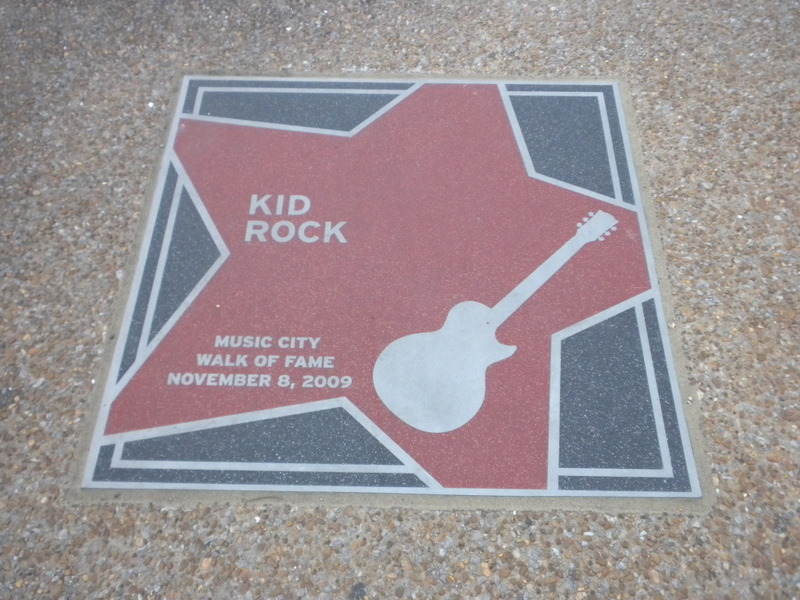 KID
ROCK
MUSIC CITY
WALK OF FAME
NOVEMBER 8, 2009